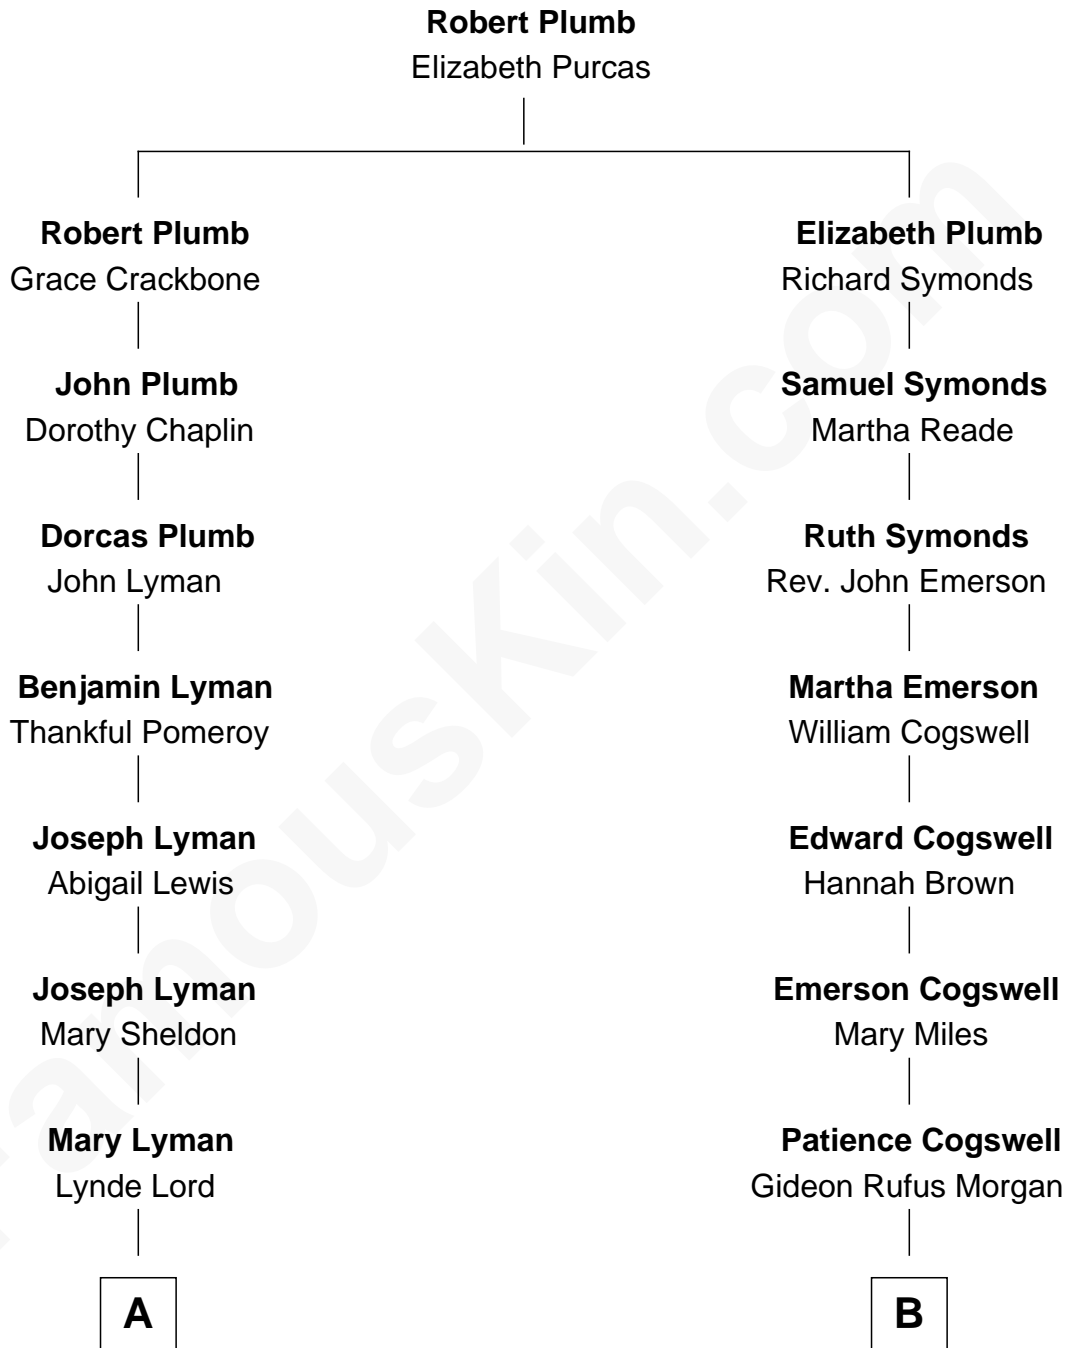 Robert Plumb
Elizabeth Purcas
Robert Plumb
Grace Crackbone
Elizabeth Plumb
Richard Symonds
John Plumb
Dorothy Chaplin
Samuel Symonds
Martha Reade
Dorcas Plumb
John Lyman
Ruth Symonds
Rev. John Emerson
Benjamin Lyman
Thankful Pomeroy
Martha Emerson
William Cogswell
Joseph Lyman
Abigail Lewis
Edward Cogswell
Hannah Brown
Joseph Lyman
Mary Sheldon
Emerson Cogswell
Mary Miles
Mary Lyman
Lynde Lord
Patience Cogswell
Gideon Rufus Morgan
A
B
FamousKin.com